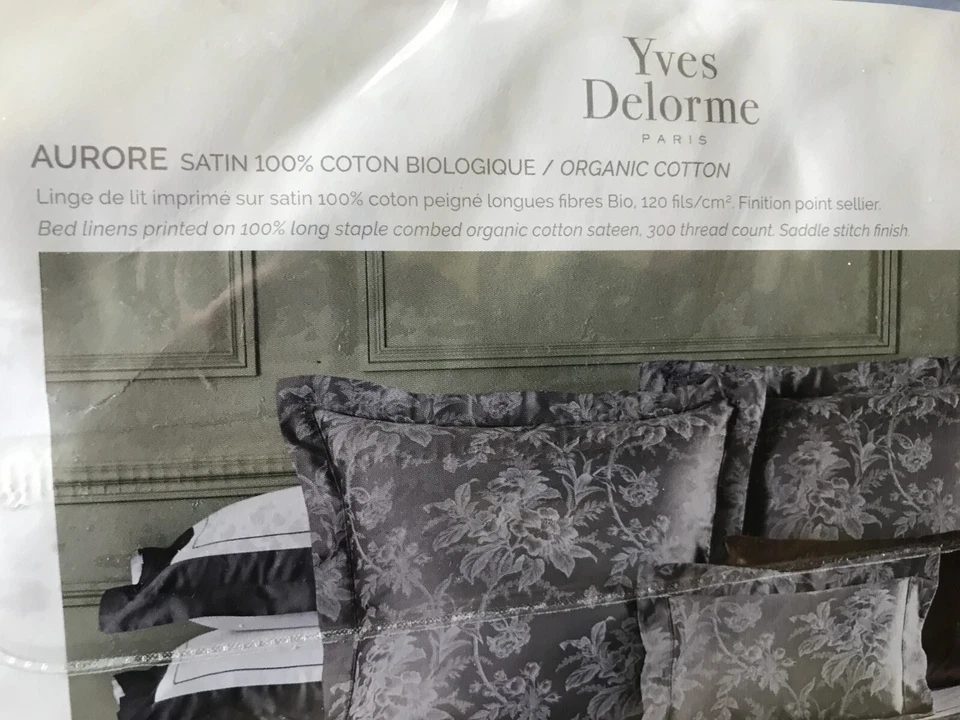 Yves
Delorme
PARIS
AURORE SATIN 100% COTON BIOLOGIQUE / ORGANIC COTTON
Linge de lit imprimé sur satin 100% coton peigné longues fibres Bio, 120 fils/cm². Finition point sellier.
Bed linens printed on 100% long staple combed organic cotton sateen, 300 thread count. Saddle stitch finish.